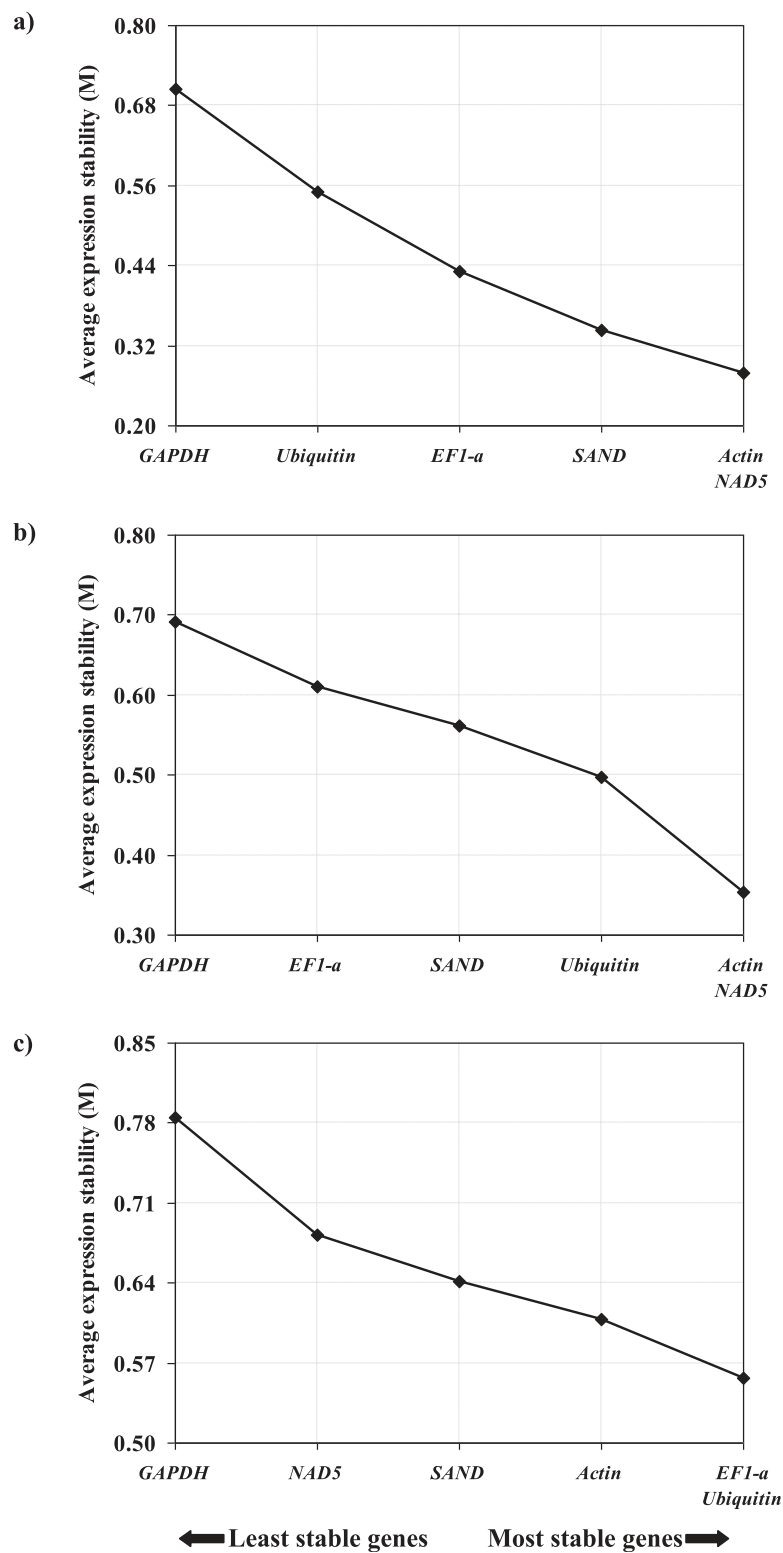 a)
Average expression stability (M)
0.80
0.68
0.56
0.44
0.32
0.20
GAPDH Ubiquitin EF1-a SAND Actin
NAD5
b)
Average expression stability (M)
0.80
0.70
0.60
0.50
0.40
0.30
GAPDH EF1-a SAND Ubiquitin Actin
NAD5
c)
Average expression stability (M)
0.85
0.78
0.71
0.64
0.57
0.50
GAPDH NAD5 SAND Actin EF1-a
Ubiquitin
Least stable genes Most stable genes